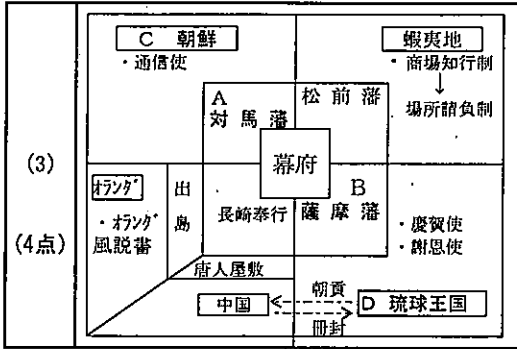 (3)
(4点)
C 朝鮮
・通信使
蝦夷地
・商場知行制
↓
場所請負制
A
対馬藩
松前藩
幕府
B
薩摩藩
長崎奉行
オランダ
・オランダ
風説書
出
島
唐人屋敷
・慶賀使
・謝恩使
中国
朝貢
冊封
D 琉球王国